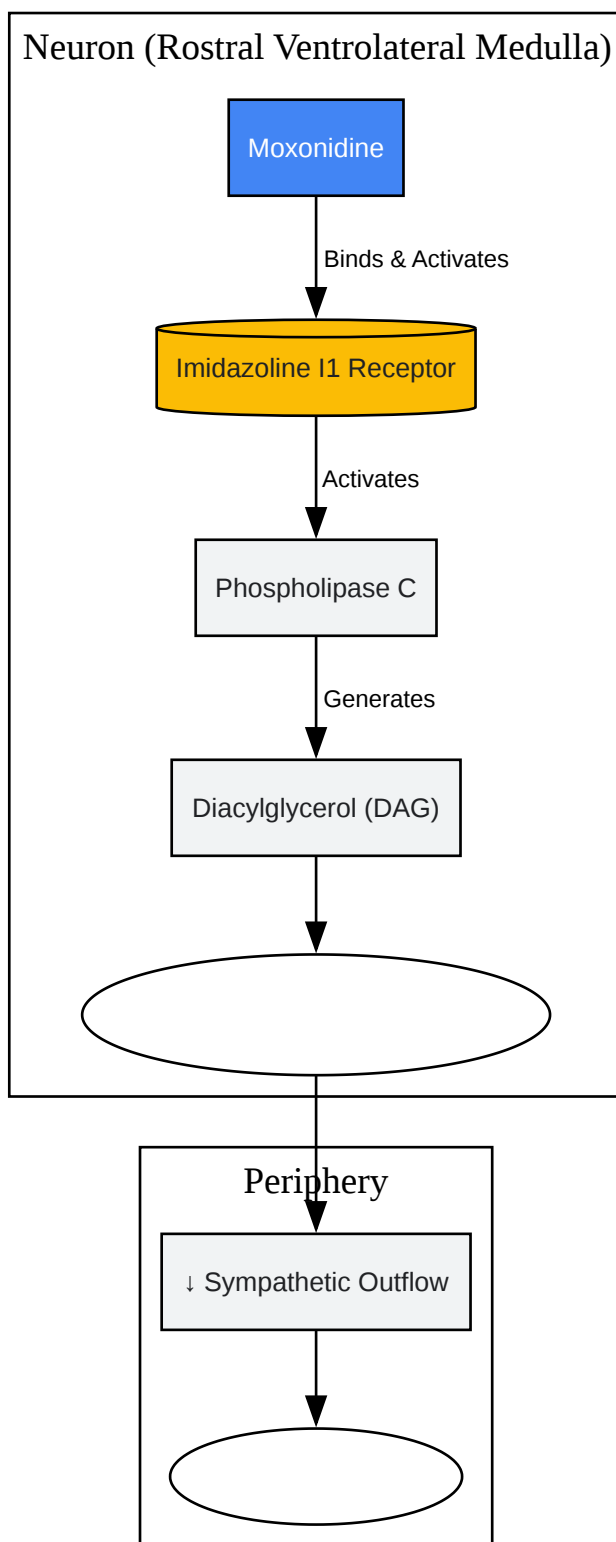 Neuron (Rostral Ventrolateral Medulla)
Moxonidine
Binds & Activates
Imidazoline I1 Receptor
Activates
Phospholipase C
Generates
Diacylglycerol (DAG)
Periphery
↓ Sympathetic Outflow